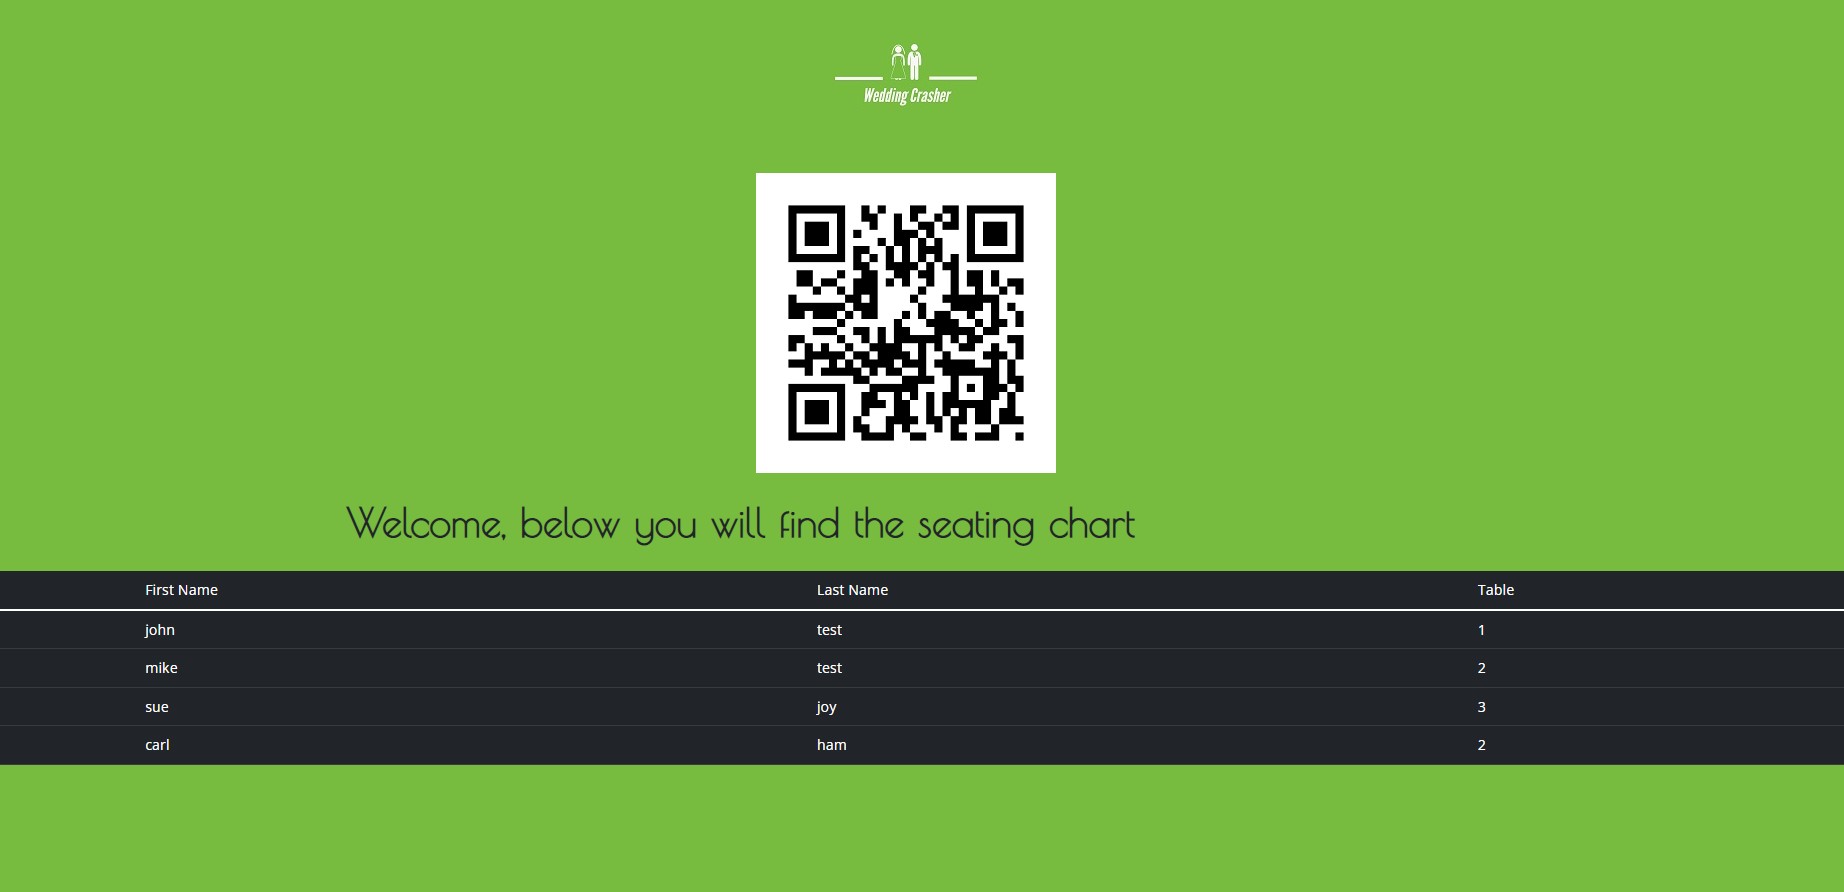 Wedding Crasher
Welcome, below you will find the seating chart
First Name Last Name Table
john test 1
mike test 2
sue joy 3
carl ham 2